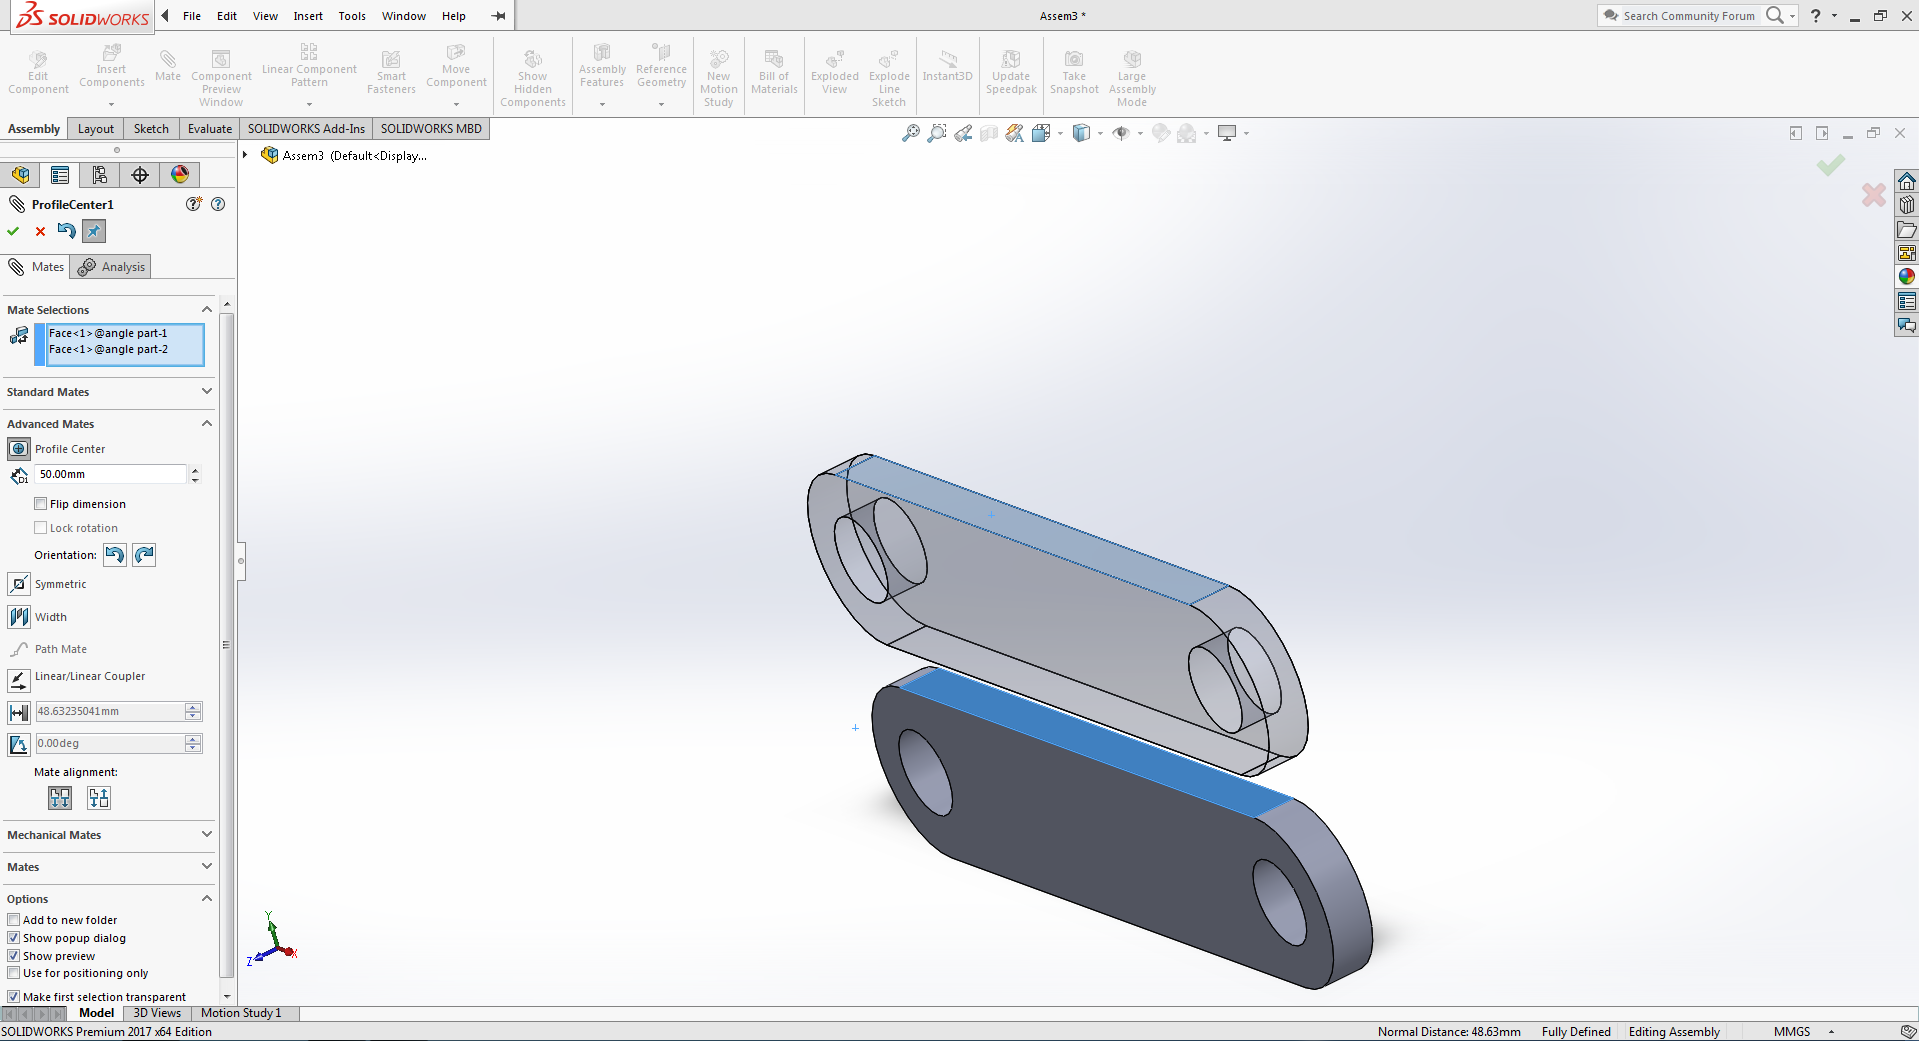 SOLIDWORKS
File Edit View Insert Tools Window Help
Assem3 *
Search Community Forum
?
Edit Component
Insert Components
Mate
Component Preview Window
Linear Component Pattern
Smart Fasteners
Move Component
Show Hidden Components
Assembly Features
Reference Geometry
New Motion Study
Bill of Materials
Exploded View
Explode Line Sketch
Instant3D
Update Speedpak
Take Snapshot
Large Assembly Mode
Assembly Layout Sketch Evaluate SOLIDWORKS Add-Ins SOLIDWORKS MBD
Assem3 (Default<Display...
ProfileCenter1
Mates Analysis
Mate Selections
Face<1>@angle part-1
Face<1>@angle part-2
Standard Mates
Advanced Mates
Profile Center
D1
50.00mm
Flip dimension
Lock rotation
Orientation:
Symmetric
Width
Path Mate
Linear/Linear Coupler
48.63235041mm
0.00deg
Mate alignment:
Mechanical Mates
Mates
Options
Add to new folder
Show popup dialog
Show preview
Use for positioning only
Make first selection transparent
Y
X
Z
Model 3D Views Motion Study 1
SOLIDWORKS Premium 2017 x64 Edition
Normal Distance: 48.63mm Fully Defined Editing Assembly MMGS